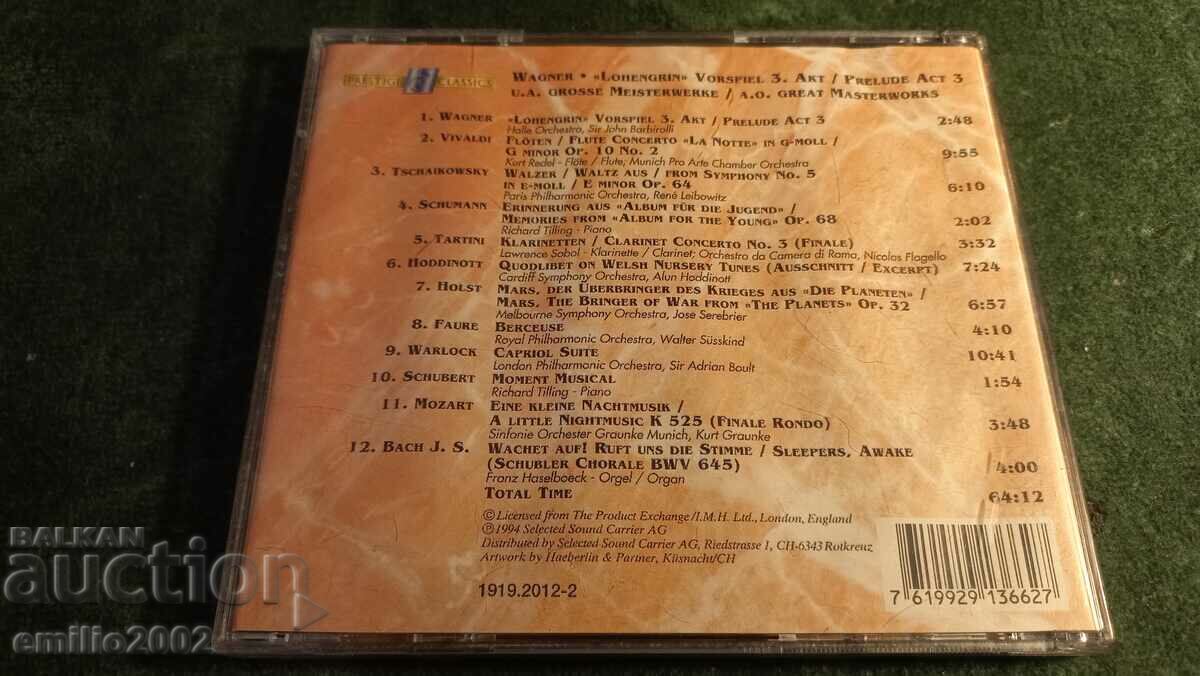 PRESTIGE CLASSICS
WAGNER • «LOHENGRIN» VORSPIEL 3. AKT / PRELUDE ACT 3
U.A. GROSSE MEISTERWERKE / A.O. GREAT MASTERWORKS
1. WAGNER «LOHENGRIN» VORSPIEL 3. AKT / PRELUDE ACT 3 2:48
Halle Orchestra, Sir John Barbirolli
2. VIVALDI FLÖTEN / FLUTE CONCERTO «LA NOTTE» IN G-MOLL /
G MINOR OP. 10 NO. 2 9:55
Kurt Redel - Flöte / Flute; Munich Pro Arte Chamber Orchestra
3. TSCHAIKOWSKY WALZER / WALTZ AUS / FROM SYMPHONY NO. 5
IN E-MOLL / E MINOR OP. 64 6:10
Paris Philharmonic Orchestra, René Leibowitz
4. SCHUMANN ERINNERUNG AUS «ALBUM FÜR DIE JUGEND» /
MEMORIES FROM «ALBUM FOR THE YOUNG» OP. 68 2:02
Richard Tilling - Piano
5. TARTINI KLARINETTEN / CLARINET CONCERTO NO. 3 (FINALE) 3:32
Lawrence Sobol - Klarinette / Clarinet; Orchestra da Camera di Roma, Nicolos Flagello
6. HODDINOTT QUODLIBET ON WELSH NURSERY TUNES (AUSSCHNITT / EXCERPT) 7:24
Cardiff Symphony Orchestra, Alun Hoddinott
7. HOLST MARS, DER ÜBERBRINGER DES KRIEGES AUS «DIE PLANETEN» /
MARS, THE BRINGER OF WAR FROM «THE PLANETS» OP. 32 6:57
Melbourne Symphony Orchestra, Jose Serebrier
8. FAURE BERCEUSE 4:10
Royal Philharmonic Orchestra, Walter Süsskind
9. WARLOCK CAPRIOL SUITE 10:41
London Philharmonic Orchestra, Sir Adrian Boult
10. SCHUBERT MOMENT MUSICAL 1:54
Richard Tilling - Piano
11. MOZART EINE KLEINE NACHTMUSIK /
A LITTLE NIGHTMUSIC K 525 (FINALE RONDO) 3:48
Sinfonie Orchester Graunke Munich, Kurt Graunke
12. BACH J. S. WACHET AUF! RUFT UNS DIE STIMME / SLEEPERS, AWAKE
(SCHUBLER CHORALE BWV 645) 4:00
Franz Haselboeck - Orgel / Organ
TOTAL TIME 64:12
©Licensed from The Product Exchange/I.M.H. Ltd., London, England
℗1994 Selected Sound Carrier AG
Distributed by Selected Sound Carrier AG, Riedstrasse 1, CH-6343 Rotkreuz
Artwork by Haeberlin & Partner, Küsnacht/CH
1919.2012-2
7 619929 136627
BALKAN
auction
emilio2002